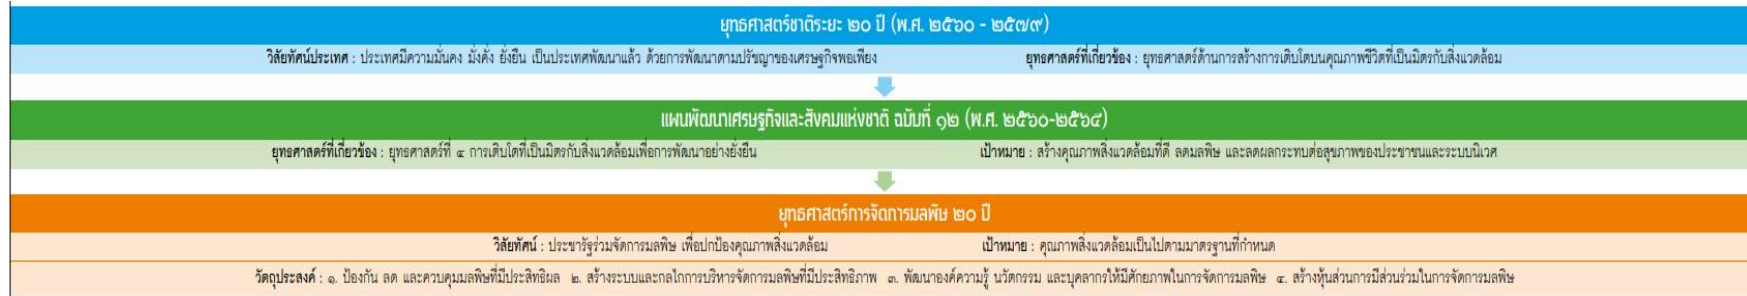 ยุทธศาสตร์ชาติระยะ ๒๐ ปี (พ.ศ. ๒๕๖๐ - ๒๕๗๙)
วิสัยทัศน์ประเทศ : ประเทศมีความมั่นคง มั่งคั่ง ยั่งยืน เป็นประเทศพัฒนาแล้ว ด้วยการพัฒนาตามปรัชญาของเศรษฐกิจพอเพียง ยุทธศาสตร์ที่เกี่ยวข้อง : ยุทธศาสตร์ด้านการสร้างการเติบโตบนคุณภาพชีวิตที่เป็นมิตรกับสิ่งแวดล้อม
แผนพัฒนาเศรษฐกิจและสังคมแห่งชาติ ฉบับที่ ๑๒ (พ.ศ. ๒๕๖๐-๒๕๖๔)
ยุทธศาสตร์ที่เกี่ยวข้อง : ยุทธศาสตร์ที่ ๔ การเติบโตที่เป็นมิตรกับสิ่งแวดล้อมเพื่อการพัฒนาอย่างยั่งยืน เป้าหมาย : สร้างคุณภาพสิ่งแวดล้อมที่ดี ลดมลพิษ และลดผลกระทบต่อสุขภาพของประชาชนและระบบนิเวศ
ยุทธศาสตร์การจัดการมลพิษ ๒๐ ปี
วิสัยทัศน์ : ประชารัฐร่วมจัดการมลพิษ เพื่อปกป้องคุณภาพสิ่งแวดล้อม เป้าหมาย : คุณภาพสิ่งแวดล้อมเป็นไปตามมาตรฐานที่กำหนด
วัตถุประสงค์ : ๑. ป้องกัน ลด และควบคุมมลพิษที่มีประสิทธิผล ๒. สร้างระบบและกลไกการบริหารจัดการมลพิษที่มีประสิทธิภาพ ๓. พัฒนาองค์ความรู้ นวัตกรรม และบุคลากรให้มีศักยภาพในการจัดการมลพิษ ๔. สร้างหุ้นส่วนการมีส่วนร่วมในการจัดการมลพิษ